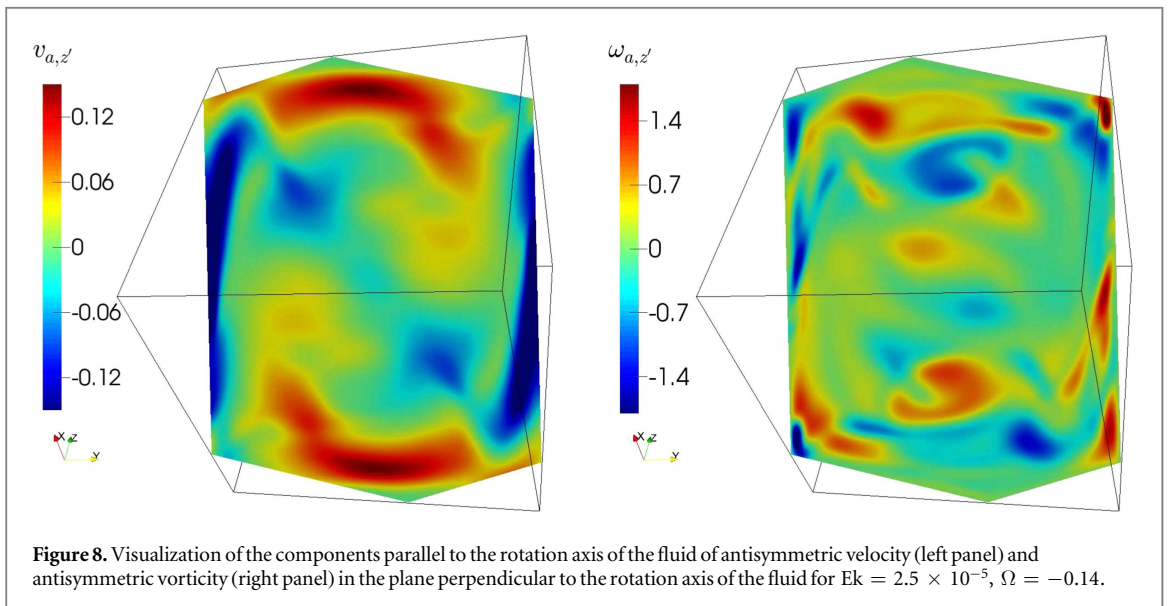 v_{a,z'}
0.12
0.06
0
-0.06
-0.12
X Z
Y
ω_{a,z'}
1.4
0.7
0
-0.7
-1.4
X Z
Y
Figure 8. Visualization of the components parallel to the rotation axis of the fluid of antisymmetric velocity (left panel) and
antisymmetric vorticity (right panel) in the plane perpendicular to the rotation axis of the fluid for Ek = 2.5 × 10⁻⁵, Ω = −0.14.